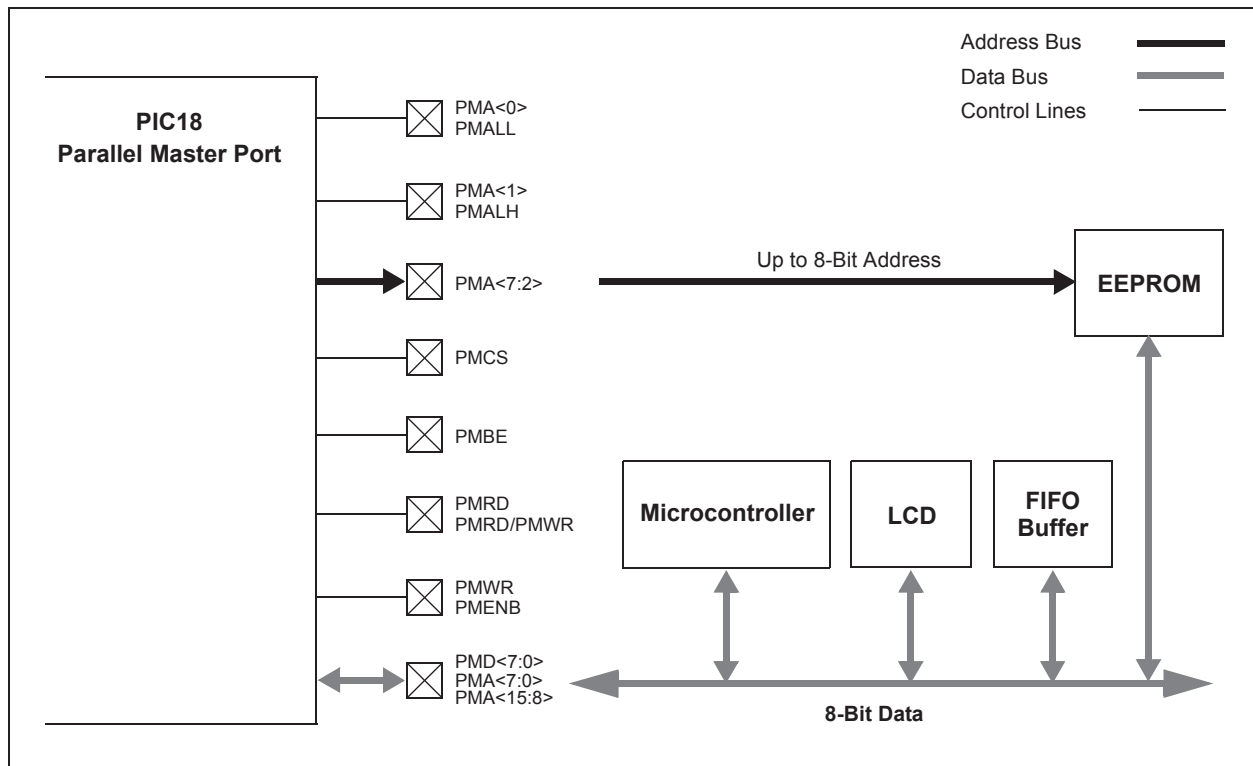 Address Bus
Data Bus
Control Lines
PIC18
Parallel Master Port
PMA<0>
PMALL
PMA<1>
PMALH
PMA<7:2>
Up to 8-Bit Address
EEPROM
PMCS
PMBE
PMRD
PMRD/PMWR
Microcontroller
LCD
FIFO
Buffer
PMWR
PMENB
PMD<7:0>
PMA<7:0>
PMA<15:8>
8-Bit Data